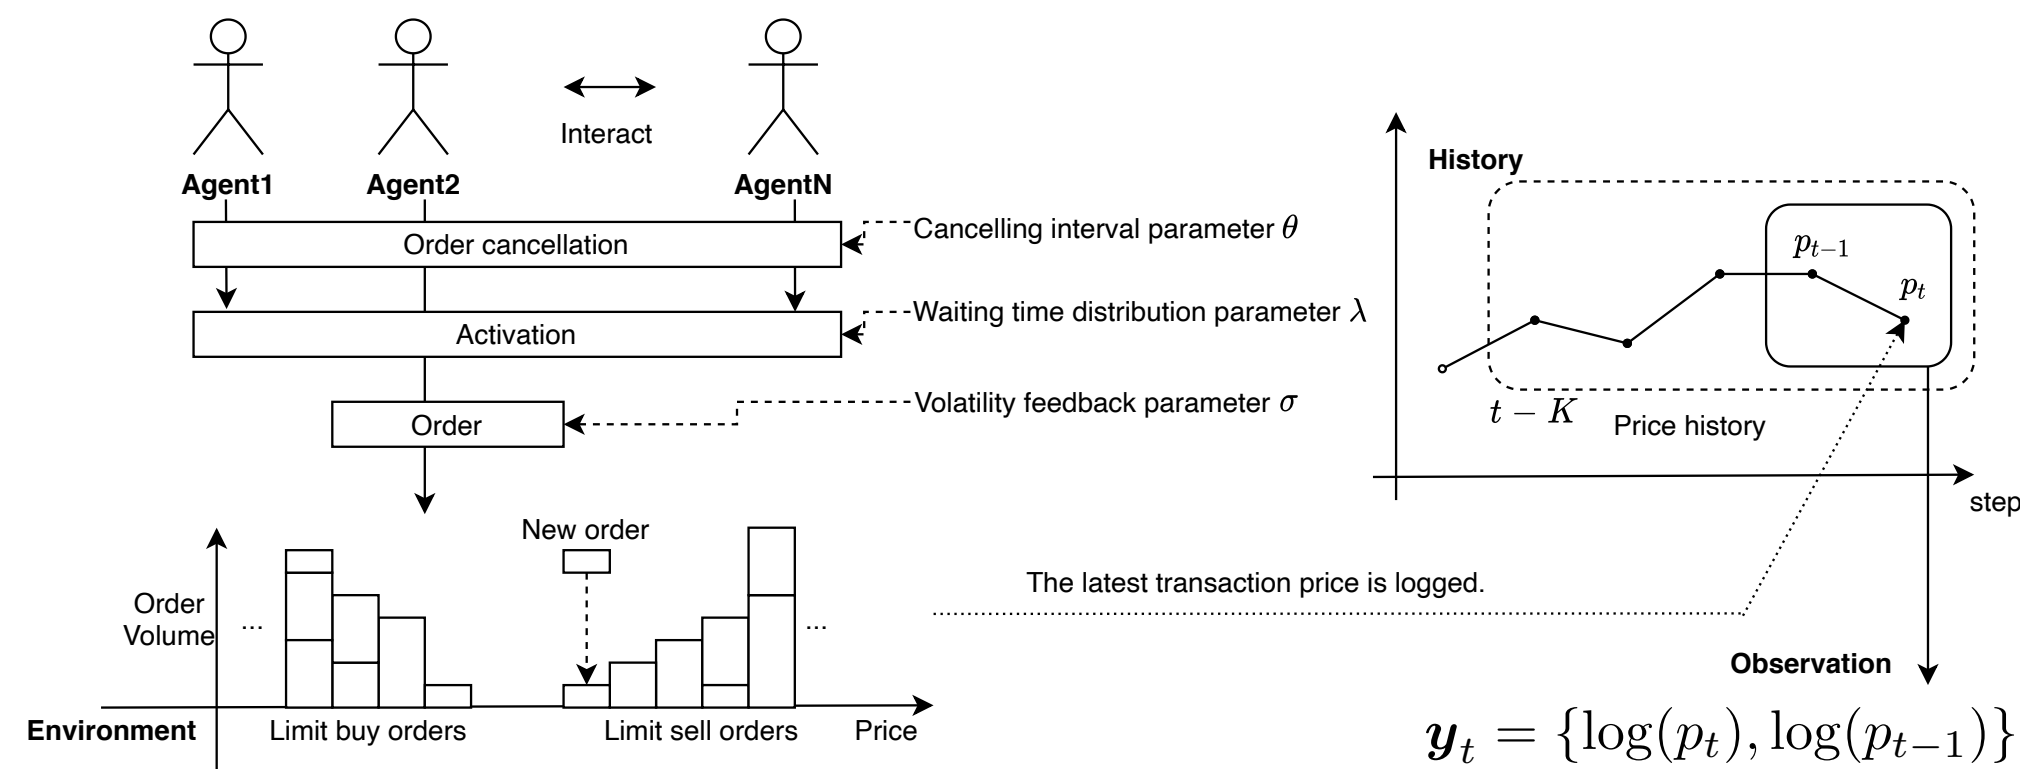 Interact
Agent1
Agent2
AgentN
Order cancellation
Cancelling interval parameter θ
Activation
Waiting time distribution parameter λ
Order
Volatility feedback parameter σ
New order
Order
Volume
...
...
Environment
Limit buy orders
Limit sell orders
Price
The latest transaction price is logged.
History
p_{t−1}
p_t
t − K
Price history
step
Observation
y_t = {log(p_t), log(p_{t−1})}